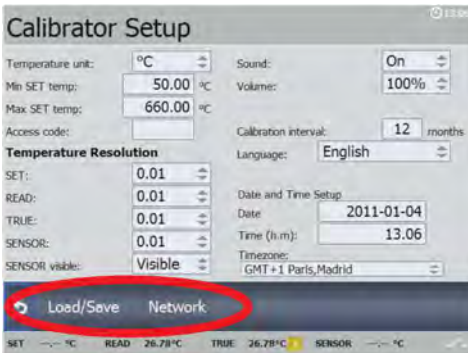 13:06
Calibrator Setup
Temperature unit: °C
Min SET temp: 50.00 °C
Max SET temp: 660.00 °C
Access code:
Temperature Resolution
SET: 0.01
READ: 0.01
TRUE: 0.01
SENSOR: 0.01
SENSOR visible: Visible
Sound: On
Volume: 100%
Calibration interval: 12 months
Language: English
Date and Time Setup
Date 2011-01-04
Time (h.m): 13.06
Timezone:
GMT+1 Paris,Madrid
Load/Save Network
SET --.-- °C READ 26.78°C TRUE 26.78°C SENSOR --.-- °C